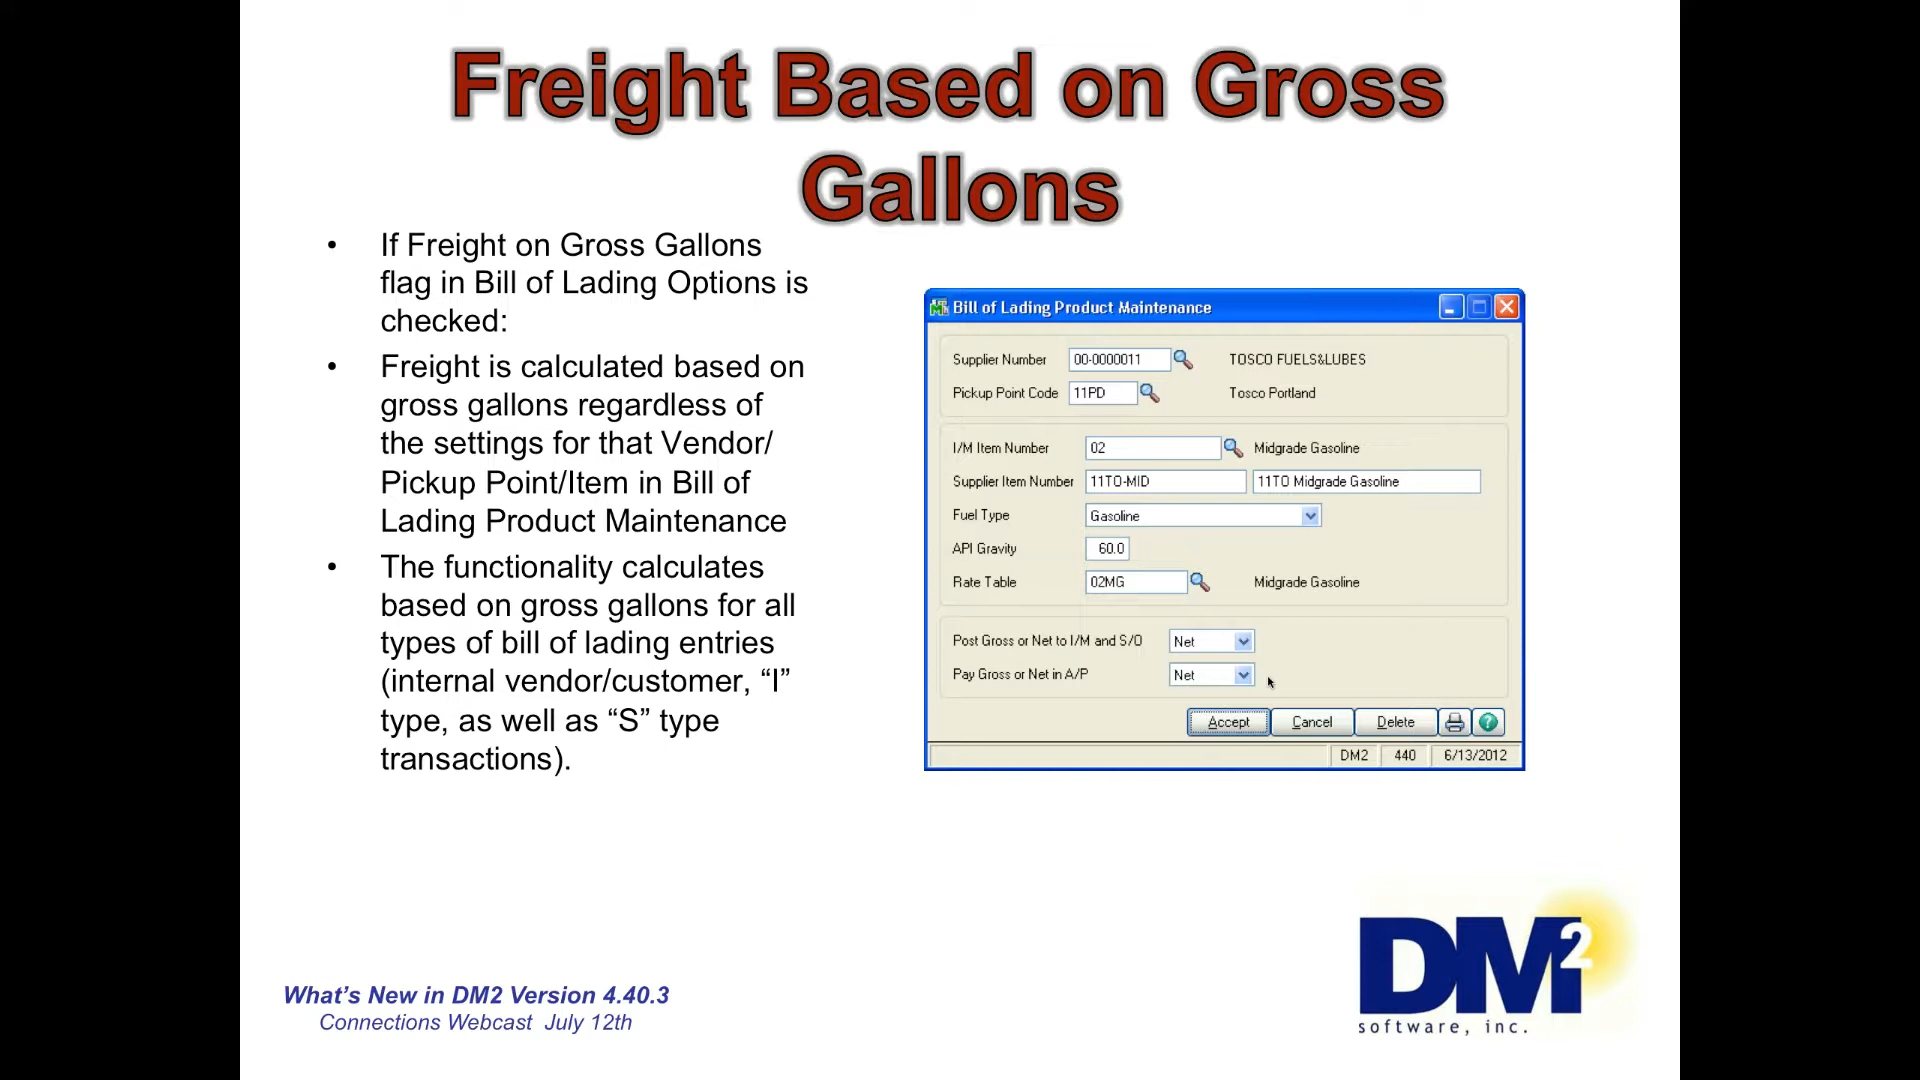 Freight Based on Gross
Gallons
• If Freight on Gross Gallons
flag in Bill of Lading Options is
checked:
• Freight is calculated based on
gross gallons regardless of
the settings for that Vendor/
Pickup Point/Item in Bill of
Lading Product Maintenance
• The functionality calculates
based on gross gallons for all
types of bill of lading entries
(internal vendor/customer, “I”
type, as well as “S” type
transactions).
Bill of Lading Product Maintenance
Supplier Number 00-0000011 TOSCO FUELS&LUBES
Pickup Point Code 11PD Tosco Portland
I/M Item Number 02 Midgrade Gasoline
Supplier Item Number 11TO-MID 11TO Midgrade Gasoline
Fuel Type Gasoline
API Gravity 60.0
Rate Table 02MG Midgrade Gasoline
Post Gross or Net to I/M and S/O Net
Pay Gross or Net in A/P Net
Accept Cancel Delete ?
DM2 440 6/13/2012
What’s New in DM2 Version 4.40.3
Connections Webcast July 12th
DM2
software, inc.